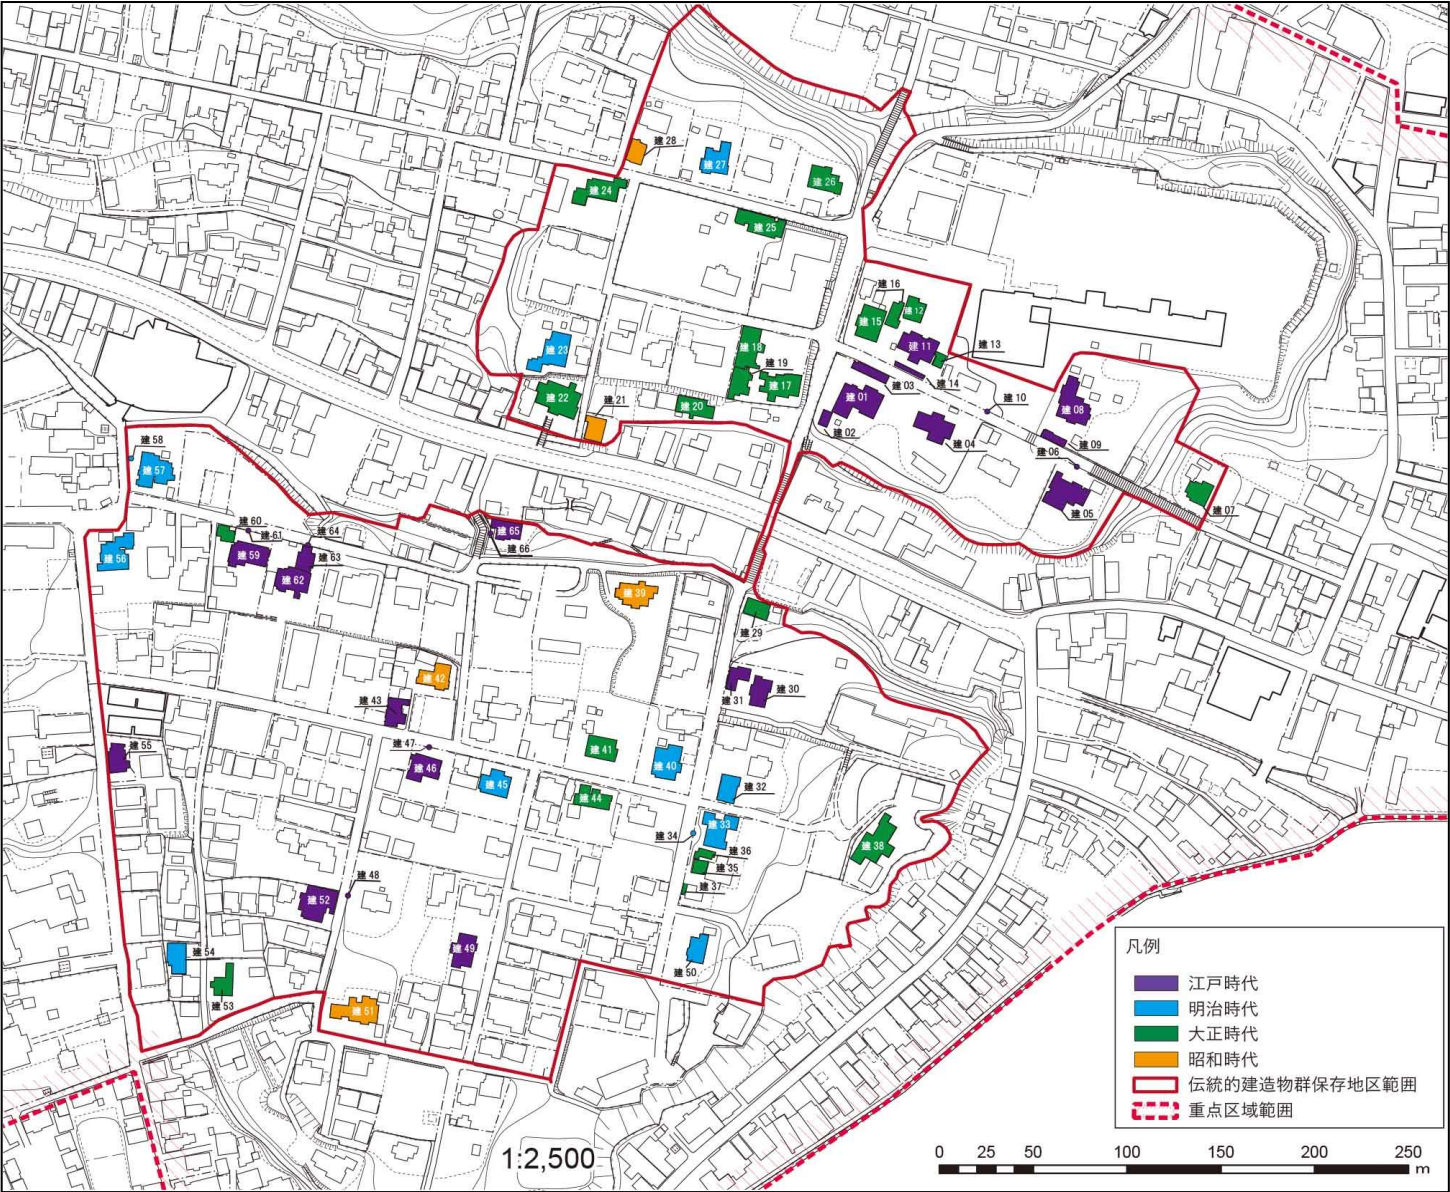 建 28
建 27
建 26
建 24
建 25
建 16
建 12
建 15
建 18
建 11
建 13
建 23
建 19
建 03
建 14
建 17
建 22
建 21
建 20
建 01
建 10
建 08
建 02
建 04
建 09
建 06
建 58
建 57
建 05
建 07
建 60
建 61
建 64
建 65
建 66
建 56
建 59
建 63
建 62
建 39
建 29
建 42
建 30
建 31
建 43
建 47
建 55
建 41
建 46
建 40
建 45
建 32
建 44
建 33
建 34
建 38
建 36
建 35
建 48
建 37
建 52
建 49
建 54
建 50
建 53
建 51
凡例
江戸時代
明治時代
大正時代
昭和時代
伝統的建造物群保存地区範囲
重点区域範囲
1:2,500
0 25 50 100 150 200 250
m